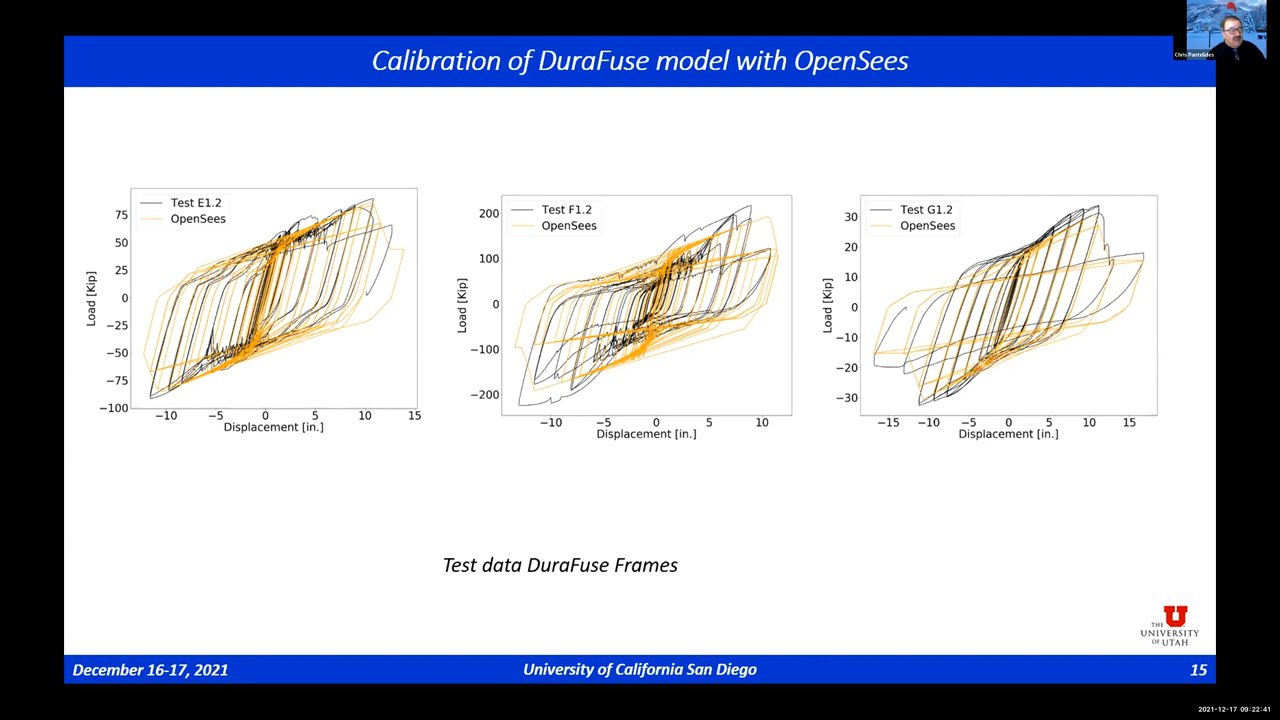 Calibration of DuraFuse model with OpenSees
Chris Pantelides
Test E1.2
OpenSees
75
50
25
0
−25
−50
−75
−100
Load [Kip]
−10 −5 0 5 10 15
Displacement [in.]
Test F1.2
OpenSees
200
100
0
−100
−200
Load [Kip]
−10 −5 0 5 10
Displacement [in.]
Test G1.2
OpenSees
30
20
10
0
−10
−20
−30
Load [Kip]
−15 −10 −5 0 5 10 15
Displacement [in.]
Test data DuraFuse Frames
U
THE
UNIVERSITY
OF UTAH
December 16-17, 2021
University of California San Diego
15
2021-12-17 09:22:41